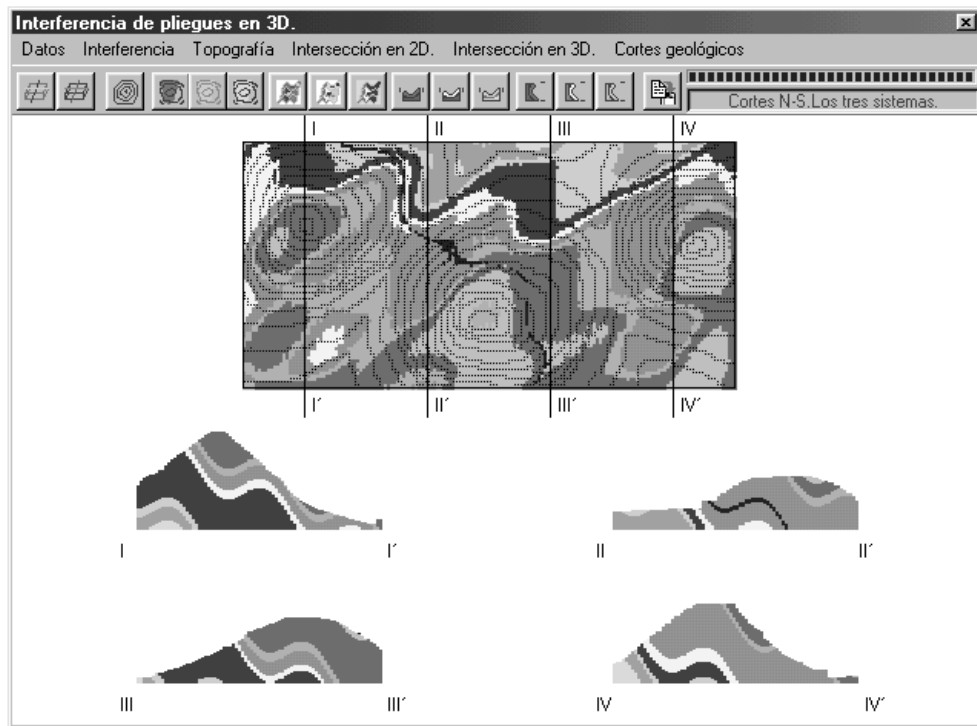 Interferencia de pliegues en 3D.
Datos Interferencia Topografía Intersección en 2D. Intersección en 3D. Cortes geológicos
Cortes N-S.Los tres sistemas.
I II III IV
I´ II´ III´ IV´
I I´ II II´
III III´ IV IV´